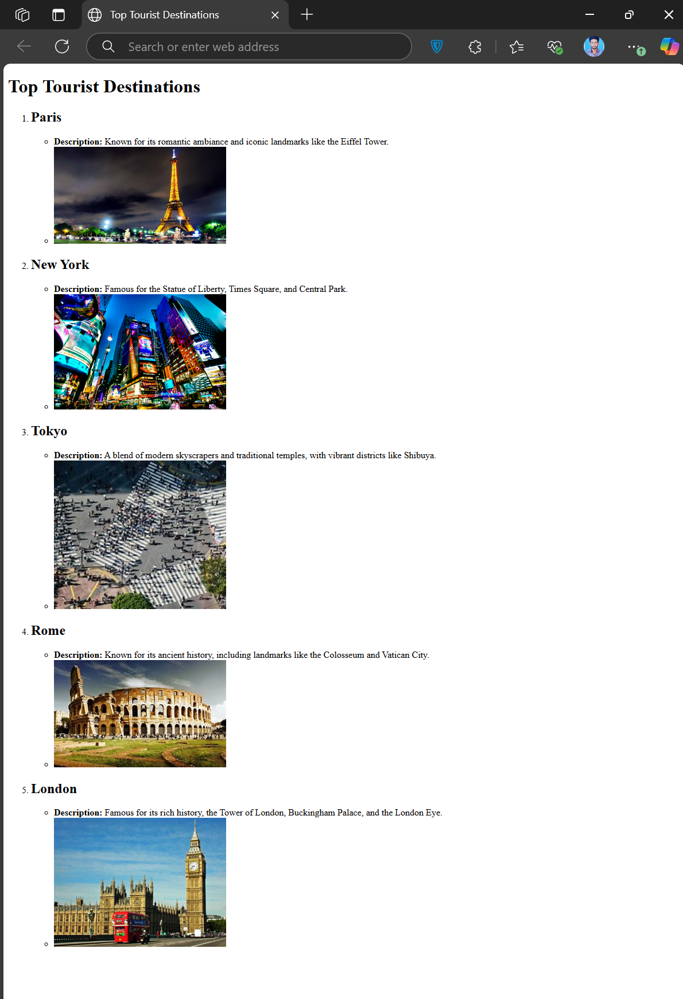 Top Tourist Destinations
Search or enter web address
Top Tourist Destinations
1. Paris
Description: Known for its romantic ambiance and iconic landmarks like the Eiffel Tower.
2. New York
Description: Famous for the Statue of Liberty, Times Square, and Central Park.
YAHOO!
3. Tokyo
Description: A blend of modern skyscrapers and traditional temples, with vibrant districts like Shibuya.
4. Rome
Description: Known for its ancient history, including landmarks like the Colosseum and Vatican City.
5. London
Description: Famous for its rich history, the Tower of London, Buckingham Palace, and the London Eye.